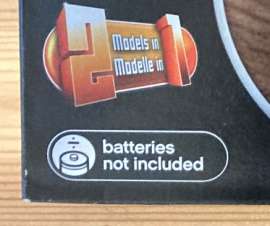 2 Models in 1
Modelle in
batteries
not included